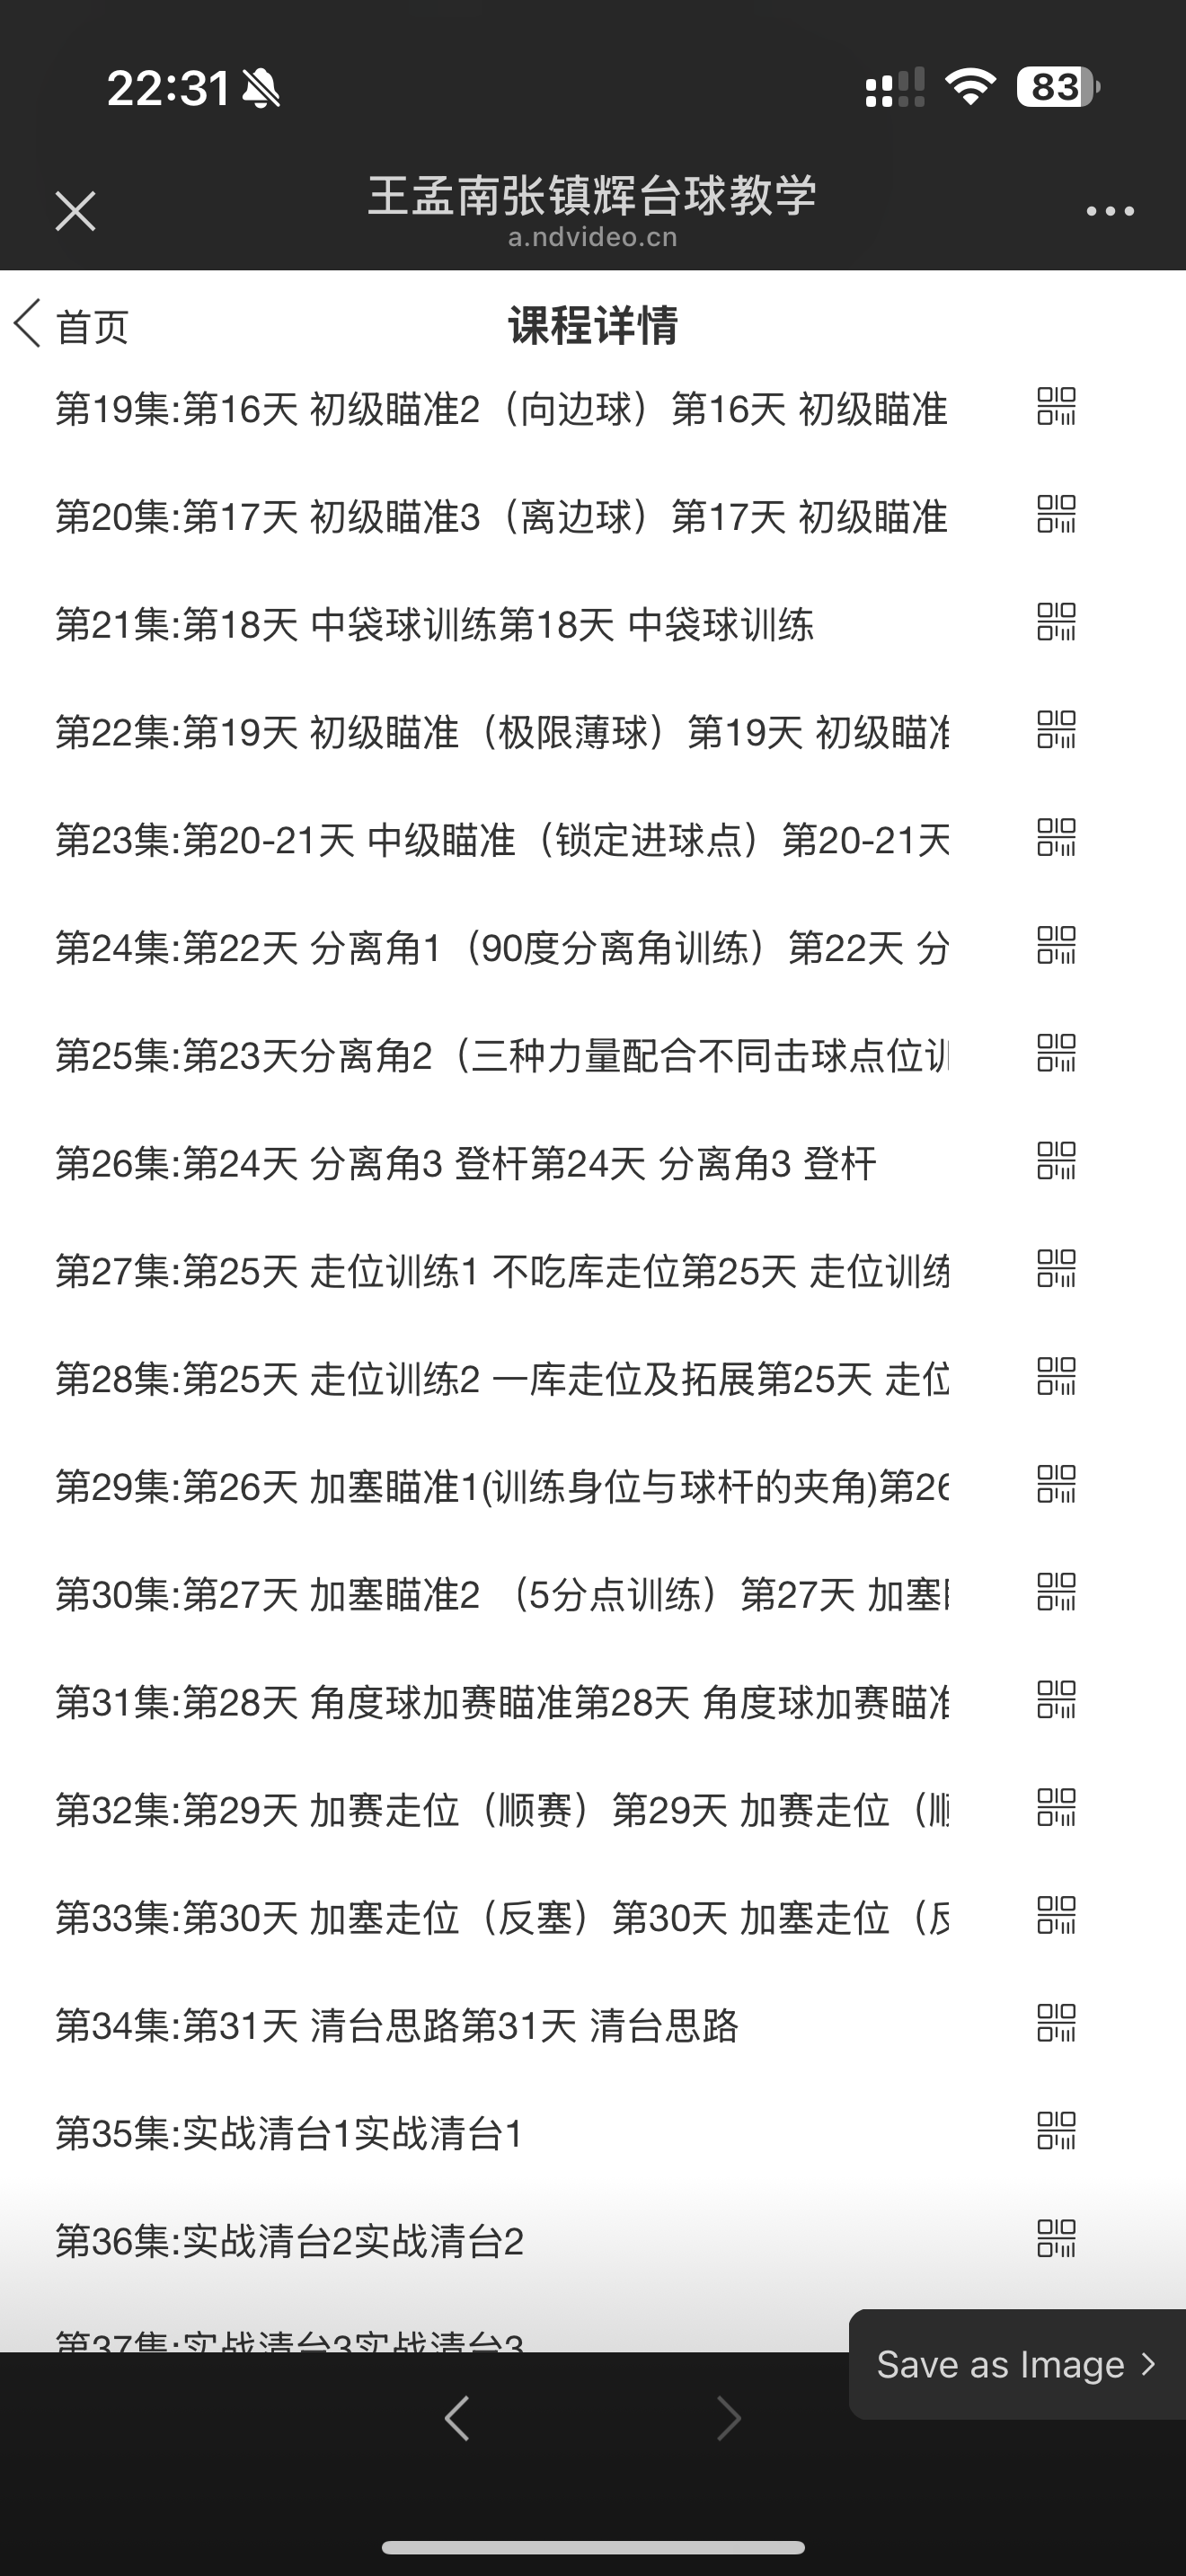 22:31
83
王孟南张镇辉台球教学
a.ndvideo.cn
首页
课程详情
第19集:第16天 初级瞄准2（向边球）第16天 初级瞄准
第20集:第17天 初级瞄准3（离边球）第17天 初级瞄准
第21集:第18天 中袋球训练第18天 中袋球训练
第22集:第19天 初级瞄准（极限薄球）第19天 初级瞄准
第23集:第20-21天 中级瞄准（锁定进球点）第20-21天
第24集:第22天 分离角1（90度分离角训练）第22天 分
第25集:第23天分离角2（三种力量配合不同击球点位训
第26集:第24天 分离角3 登杆第24天 分离角3 登杆
第27集:第25天 走位训练1 不吃库走位第25天 走位训练
第28集:第25天 走位训练2 一库走位及拓展第25天 走位
第29集:第26天 加塞瞄准1(训练身位与球杆的夹角)第26
第30集:第27天 加塞瞄准2 （5分点训练）第27天 加塞
第31集:第28天 角度球加赛瞄准第28天 角度球加赛瞄准
第32集:第29天 加赛走位（顺赛）第29天 加赛走位（顺
第33集:第30天 加塞走位（反塞）第30天 加塞走位（反
第34集:第31天 清台思路第31天 清台思路
第35集:实战清台1实战清台1
第36集:实战清台2实战清台2
第37集:实战清台3实战清台3
Save as Image